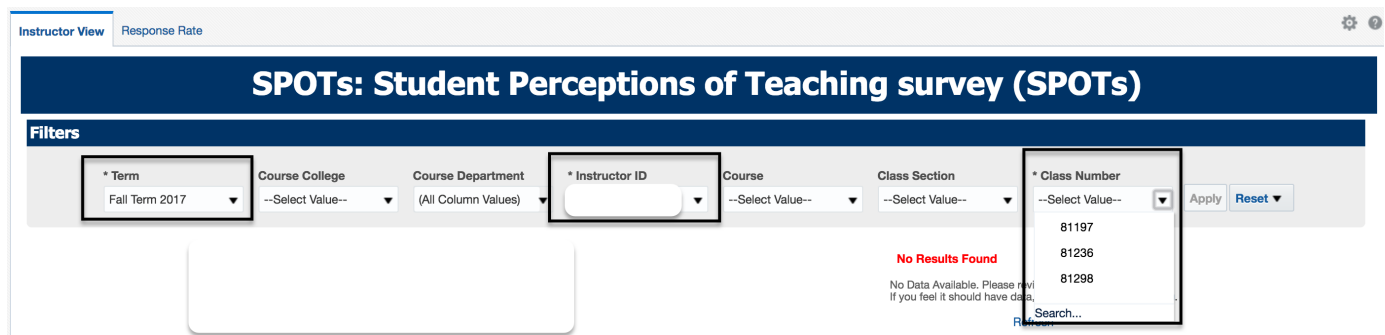 Instructor View Response Rate
SPOTs: Student Perceptions of Teaching survey (SPOTs)
Filters
* Term Course College Course Department * Instructor ID Course Class Section * Class Number
Fall Term 2017 --Select Value-- (All Column Values) --Select Value-- --Select Value-- --Select Value-- Apply Reset
81197
81236
81298
No Results Found
No Data Available. Please
If you feel it should have data,
Search...